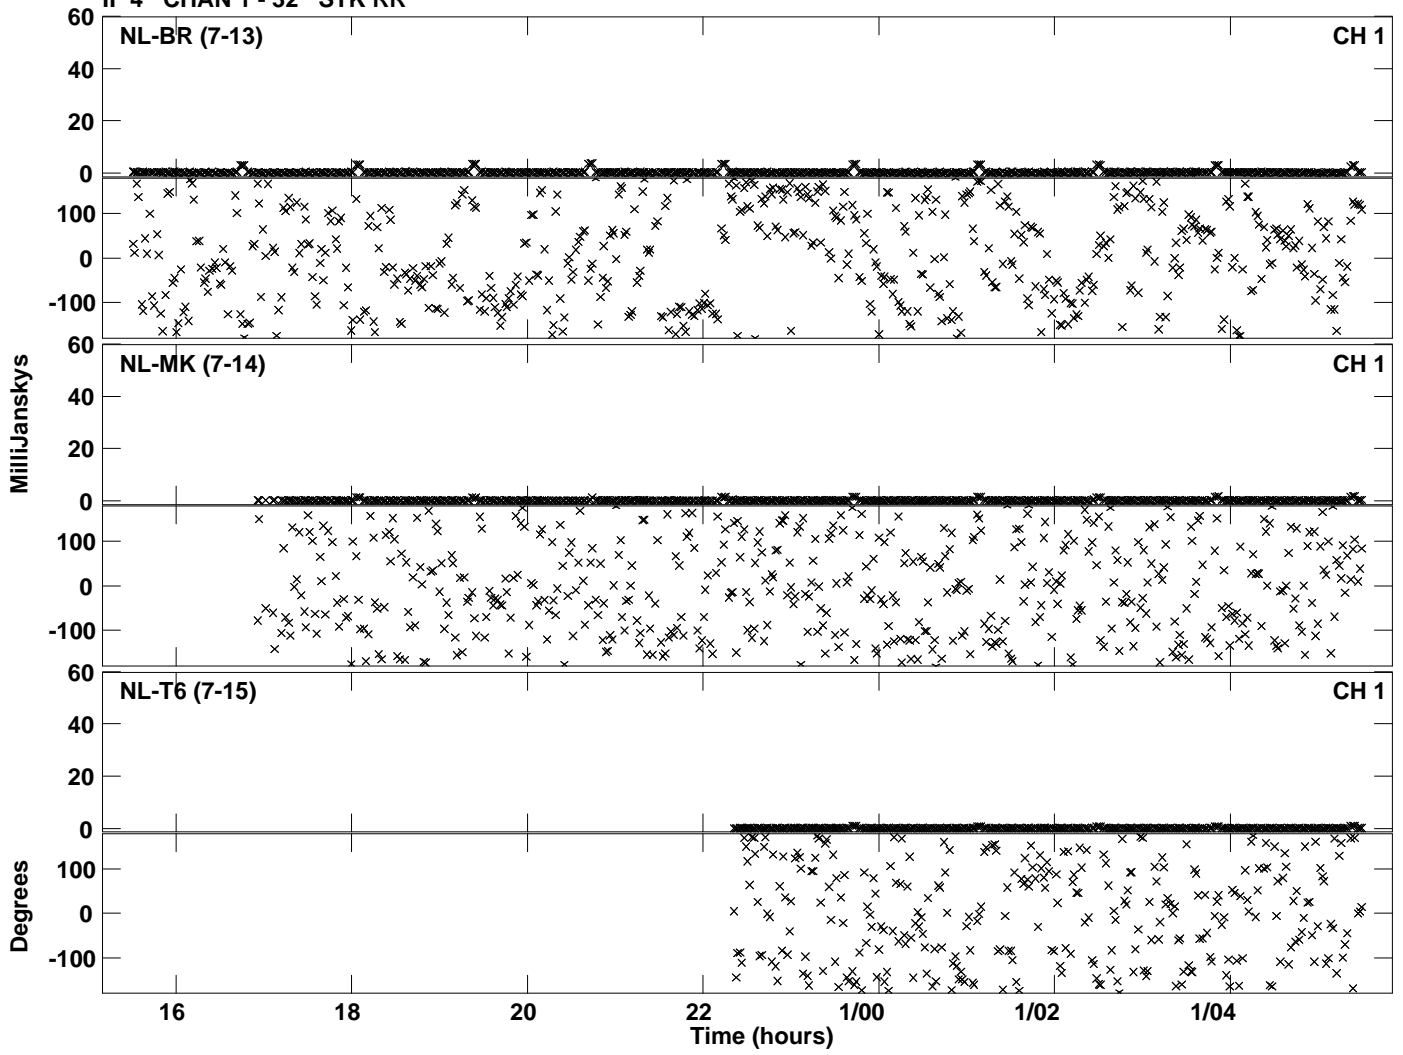 IF 4 CHAN 1 - 32 STK RR
60
NL-BR (7-13)
CH 1
40
20
0
100
0
-100
60
NL-MK (7-14)
CH 1
40
20
0
100
0
-100
60
NL-T6 (7-15)
CH 1
40
20
0
100
0
-100
MilliJanskys
Degrees
16 18 20 22 1/00 1/02 1/04
Time (hours)